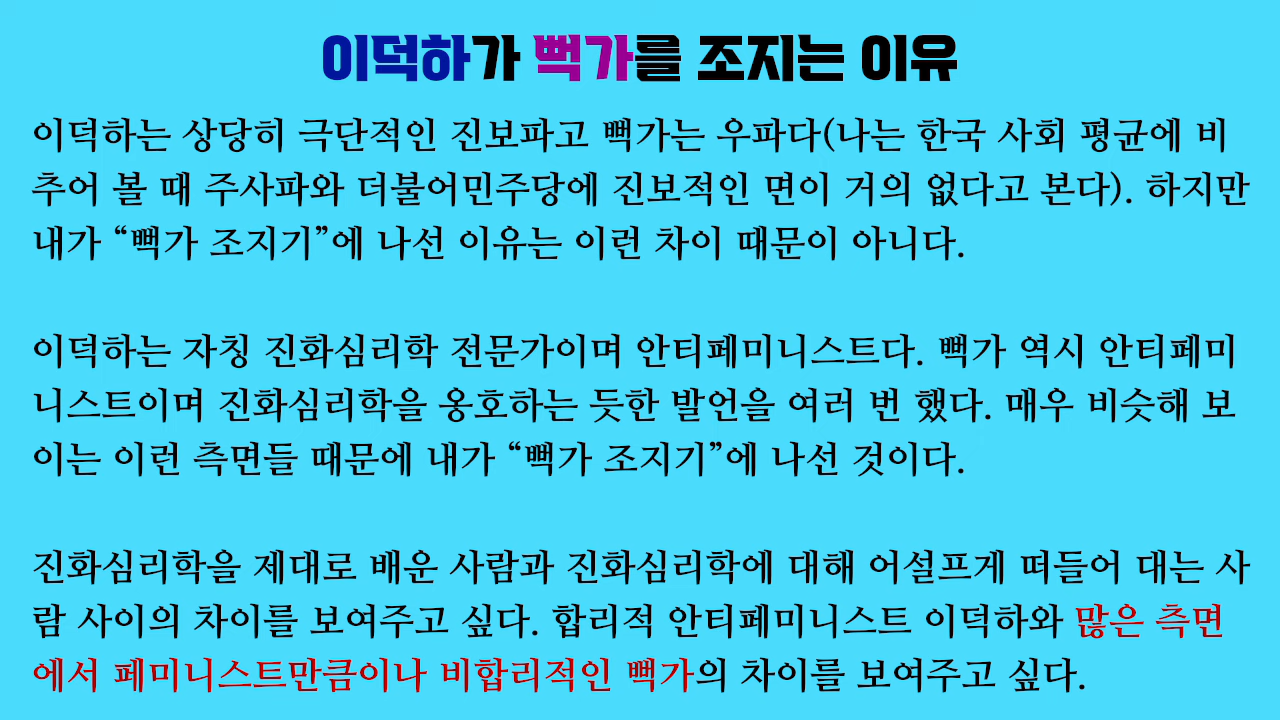 이덕하가 뻑가를 조지는 이유
이덕하는 상당히 극단적인 진보파고 뻑가는 우파다(나는 한국 사회 평균에 비
추어 볼 때 주사파와 더불어민주당에 진보적인 면이 거의 없다고 본다). 하지만
내가 “뻑가 조지기”에 나선 이유는 이런 차이 때문이 아니다.
이덕하는 자칭 진화심리학 전문가이며 안티페미니스트다. 뻑가 역시 안티페미
니스트이며 진화심리학을 옹호하는 듯한 발언을 여러 번 했다. 매우 비슷해 보
이는 이런 측면들 때문에 내가 “뻑가 조지기”에 나선 것이다.
진화심리학을 제대로 배운 사람과 진화심리학에 대해 어설프게 떠들어 대는 사
람 사이의 차이를 보여주고 싶다. 합리적 안티페미니스트 이덕하와 많은 측면
에서 페미니스트만큼이나 비합리적인 뻑가의 차이를 보여주고 싶다.